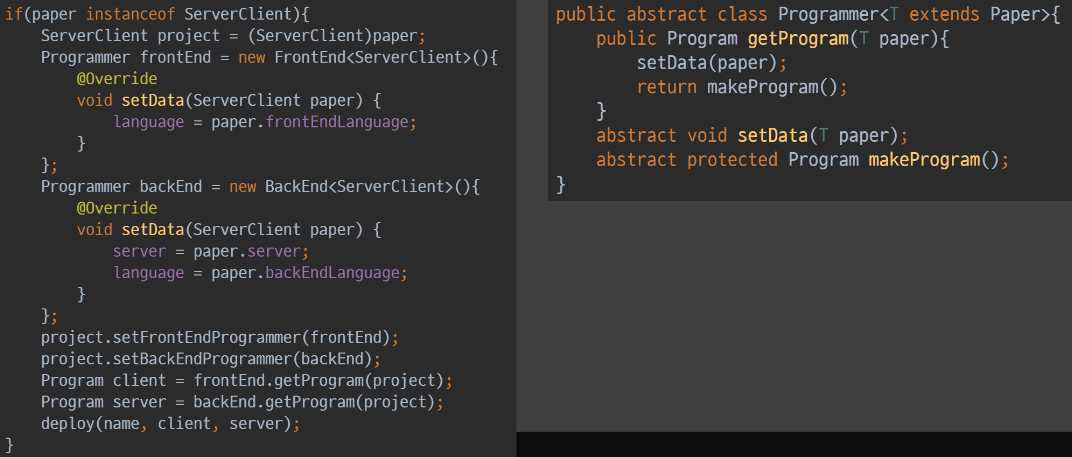 if(paper instanceof ServerClient){
    ServerClient project = (ServerClient)paper;
    Programmer frontEnd = new FrontEnd<ServerClient>(){
        @Override
        void setData(ServerClient paper) {
            language = paper.frontEndLanguage;
        }
    };
    Programmer backEnd = new BackEnd<ServerClient>(){
        @Override
        void setData(ServerClient paper) {
            server = paper.server;
            language = paper.backEndLanguage;
        }
    };
    project.setFrontEndProgrammer(frontEnd);
    project.setBackEndProgrammer(backEnd);
    Program client = frontEnd.getProgram(project);
    Program server = backEnd.getProgram(project);
    deploy(name, client, server);
}
public abstract class Programmer<T extends Paper>{
    public Program getProgram(T paper){
        setData(paper);
        return makeProgram();
    }
    abstract void setData(T paper);
    abstract protected Program makeProgram();
}